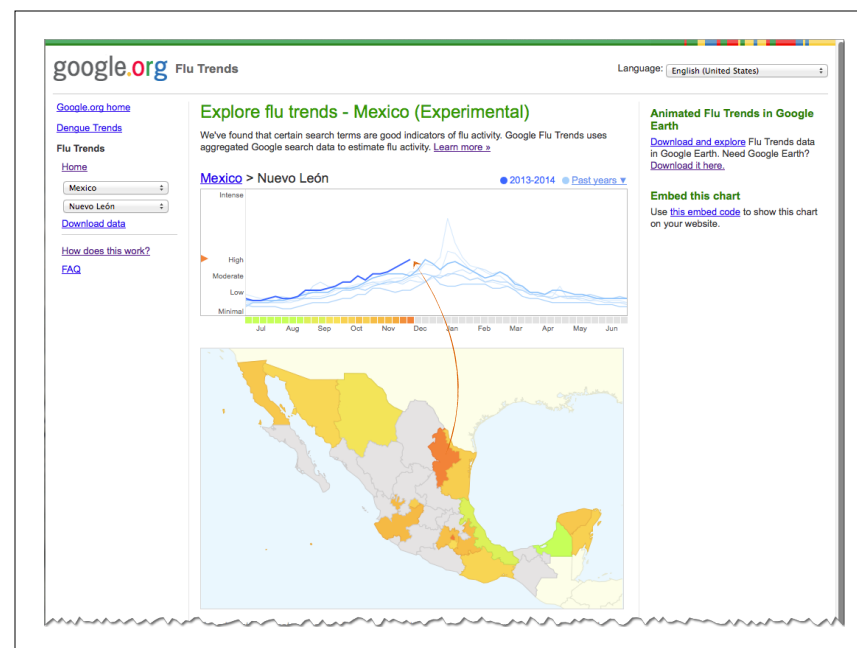 google.org Flu Trends
Language: English (United States)
Google.org home
Dengue Trends
Flu Trends
Home
Mexico
Nuevo León
Download data
How does this work?
FAQ
Explore flu trends - Mexico (Experimental)
We've found that certain search terms are good indicators of flu activity. Google Flu Trends uses
aggregated Google search data to estimate flu activity. Learn more »
Mexico > Nuevo León
2013-2014 Past years ▼
Intense
High
Moderate
Low
Minimal
Jul Aug Sep Oct Nov Dec Jan Feb Mar Apr May Jun
Animated Flu Trends in Google
Earth
Download and explore Flu Trends data
in Google Earth. Need Google Earth?
Download it here.
Embed this chart
Use this embed code to show this chart
on your website.